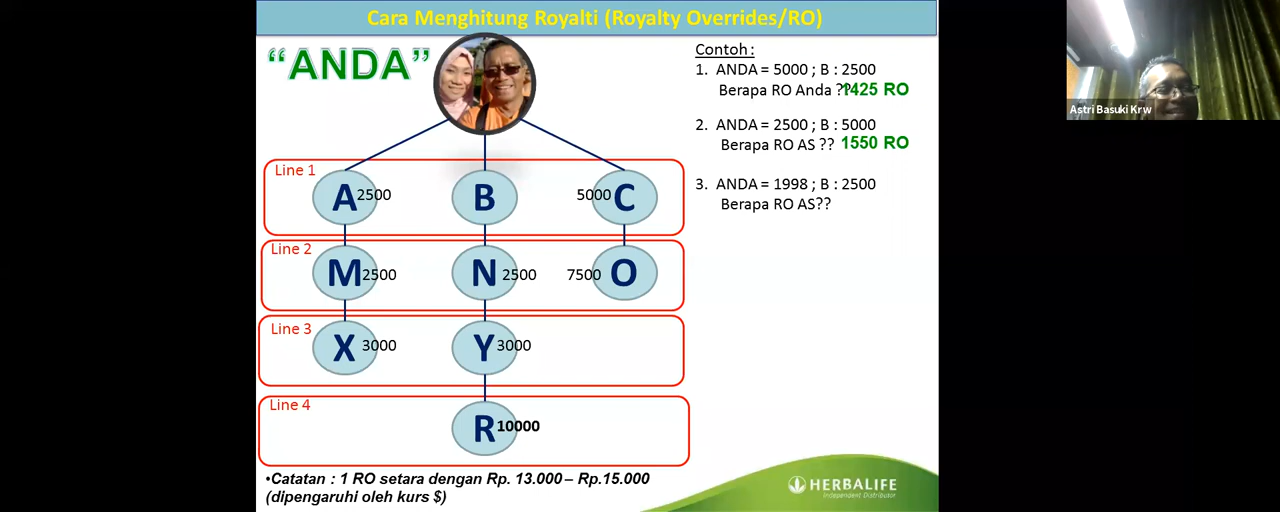 Cara Menghitung Royalti (Royalty Overrides/RO)
“ANDA”
Contoh :
1. ANDA = 5000 ; B : 2500
Berapa RO Anda ??
1425 RO
2. ANDA = 2500 ; B : 5000
Berapa RO AS ?? 1550 RO
3. ANDA = 1998 ; B : 2500
Berapa RO AS??
Astri Basuki Krw
Line 1
A 2500 B 5000 C
Line 2
M 2500 N 2500 7500 O
Line 3
X 3000 Y 3000
Line 4
R 10000
•Catatan : 1 RO setara dengan Rp. 13.000 – Rp.15.000
(dipengaruhi oleh kurs $)
HERBALIFE
Independent Distributor